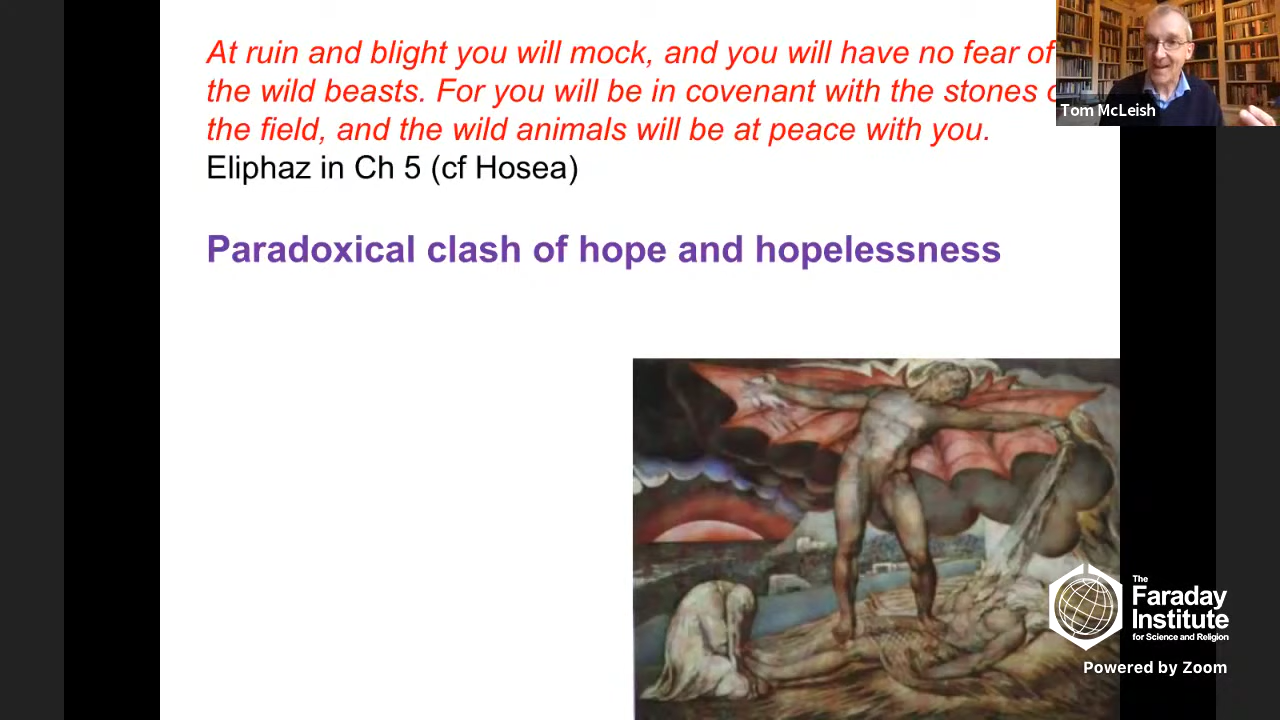 At ruin and blight you will mock, and you will have no fear of
the wild beasts. For you will be in covenant with the stones
the field, and the wild animals will be at peace with you.
Eliphaz in Ch 5 (cf Hosea)
Paradoxical clash of hope and hopelessness
Tom McLeish
The
Faraday
Institute
for Science and Religion
Powered by Zoom